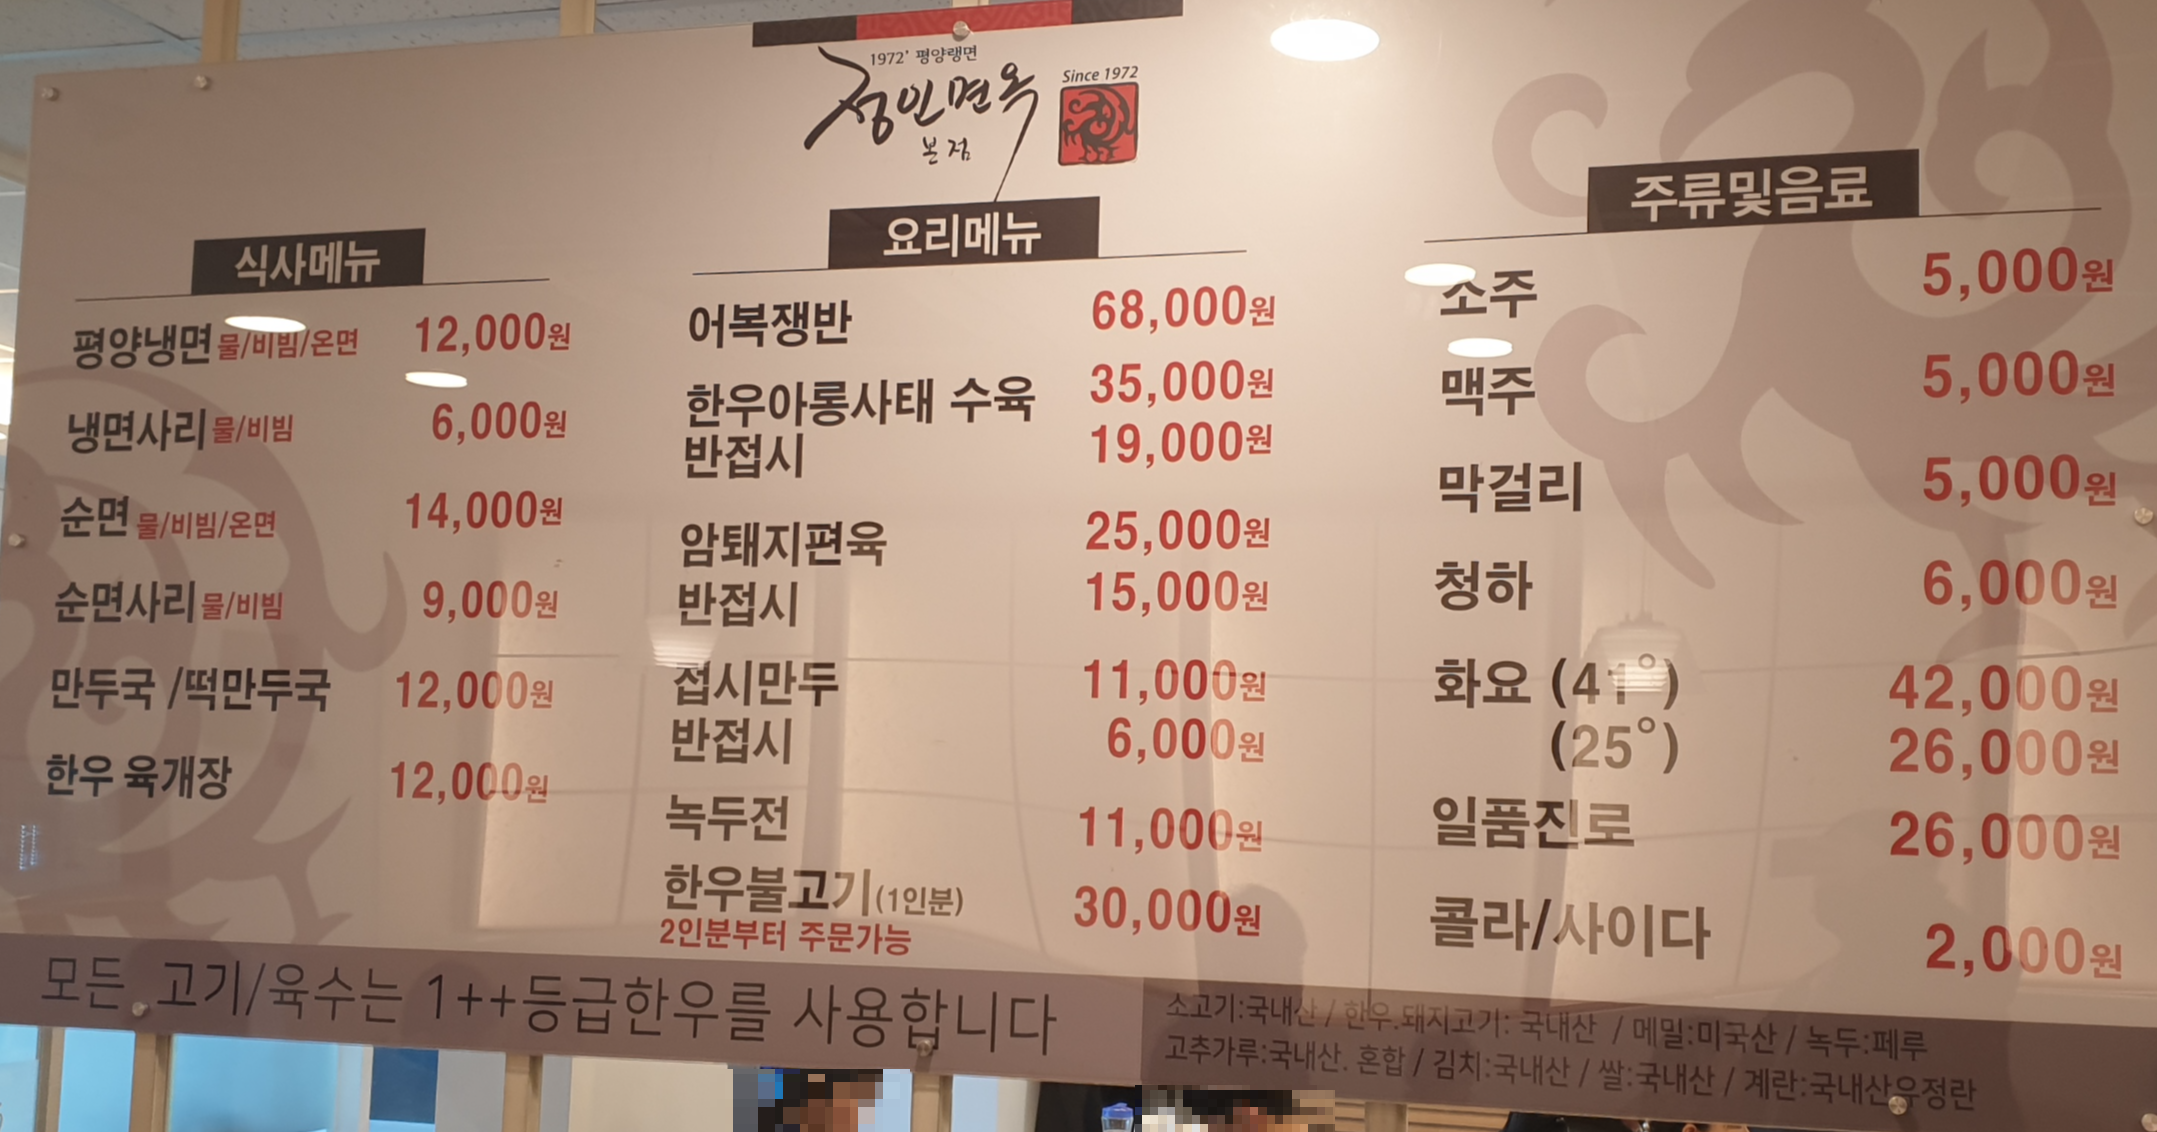 1972' 평양랭면
정인면옥
본점
Since 1972
식사메뉴
평양냉면 물/비빔/온면 12,000원
냉면사리 물/비빔 6,000원
순면 물/비빔/온면 14,000원
순면사리 물/비빔 9,000원
만두국 /떡만두국 12,000원
한우 육개장 12,000원
요리메뉴
어복쟁반 68,000원
한우아롱사태 수육 35,000원
반접시 19,000원
암퇘지편육 25,000원
반접시 15,000원
접시만두 11,000원
반접시 6,000원
녹두전 11,000원
한우불고기(1인분) 30,000원
2인분부터 주문가능
주류및음료
소주 5,000원
맥주 5,000원
막걸리 5,000원
청하 6,000원
화요 (41°) 42,000원
(25°) 26,000원
일품진로 26,000원
콜라/사이다 2,000원
모든 고기/육수는 1++등급한우를 사용합니다
소고기:국내산 / 한우.돼지고기: 국내산 / 메밀:미국산 / 녹두:페루
고추가루:국내산. 혼합 / 김치:국내산 / 쌀:국내산 / 계란:국내산유정란